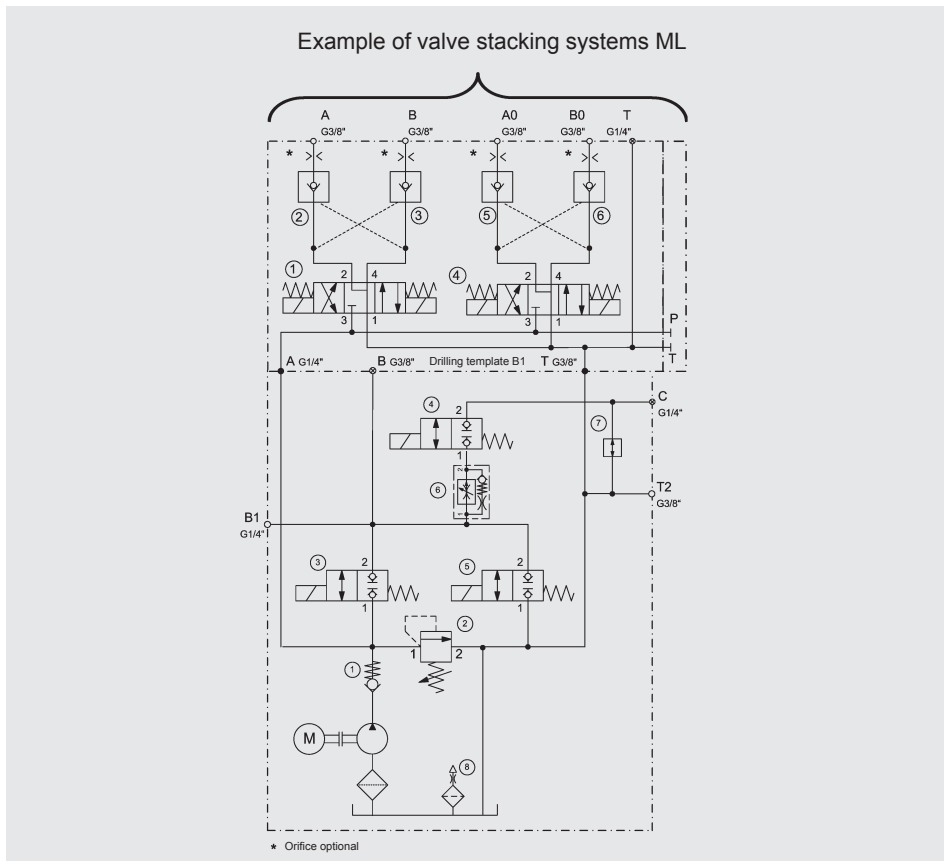 Example of valve stacking systems ML
A B A0 B0 T
G3/8" G3/8" G3/8" G3/8" G1/4"
* * * *
2 3 5 6
1 2 4 4 2 4
3 1 3 1 P
T
A G1/4" B G3/8" Drilling template B1 T G3/8"
4 2 C
7 G1/4"
1
2
6
1
T2
G3/8"
B1
G1/4"
3 2 5 2
1 1
2
1 2
1
M
8
* Orifice optional